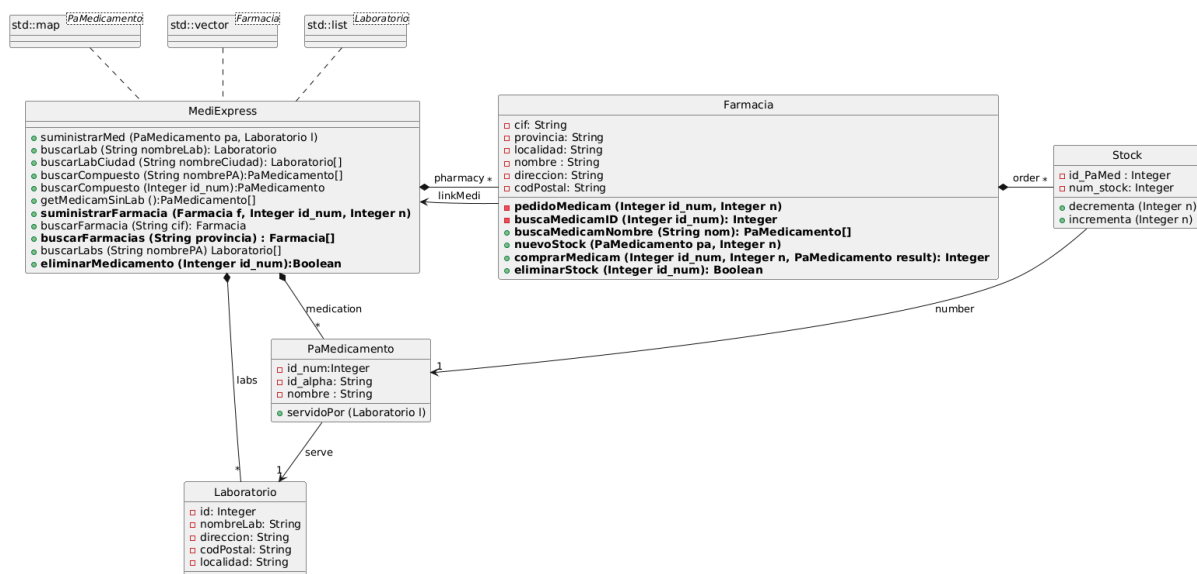 std::map PaMedicamento
std::vector Farmacia
std::list Laboratorio
MediExpress
suministrarMed (PaMedicamento pa, Laboratorio l)
buscarLab (String nombreLab): Laboratorio
buscarLabCiudad (String nombreCiudad): Laboratorio[]
buscarCompuesto (String nombrePA):PaMedicamento[]
buscarCompuesto (Integer id_num):PaMedicamento
getMedicamSinLab ():PaMedicamento[]
suministrarFarmacia (Farmacia f, Integer id_num, Integer n)
buscarFarmacia (String cif): Farmacia
buscarFarmacias (String provincia) : Farmacia[]
buscarLabs (String nombrePA) Laboratorio[]
eliminarMedicamento (Intenger id_num):Boolean
pharmacy *
linkMedi
Farmacia
cif: String
provincia: String
localidad: String
nombre : String
direccion: String
codPostal: String
pedidoMedicam (Integer id_num, Integer n)
buscaMedicamID (Integer id_num): Integer
buscaMedicamNombre (String nom): PaMedicamento[]
nuevoStock (PaMedicamento pa, Integer n)
comprarMedicam (Integer id_num, Integer n, PaMedicamento result): Integer
eliminarStock (Integer id_num): Boolean
order *
Stock
id_PaMed : Integer
num_stock: Integer
decrementa (Integer n)
incrementa (Integer n)
medication
*
number
1
PaMedicamento
id_num:Integer
id_alpha: String
nombre : String
servidoPor (Laboratorio l)
labs
*
serve
1
Laboratorio
id: Integer
nombreLab: String
direccion: String
codPostal: String
localidad: String